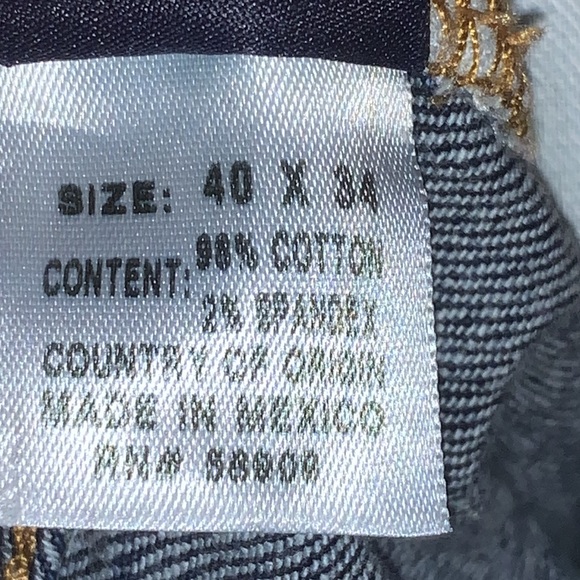 SIZE: 40 X 34
CONTENT: 98% COTTON
2% SPANDEX
COUNTRY OF ORIGIN
MADE IN MEXICO
RN#